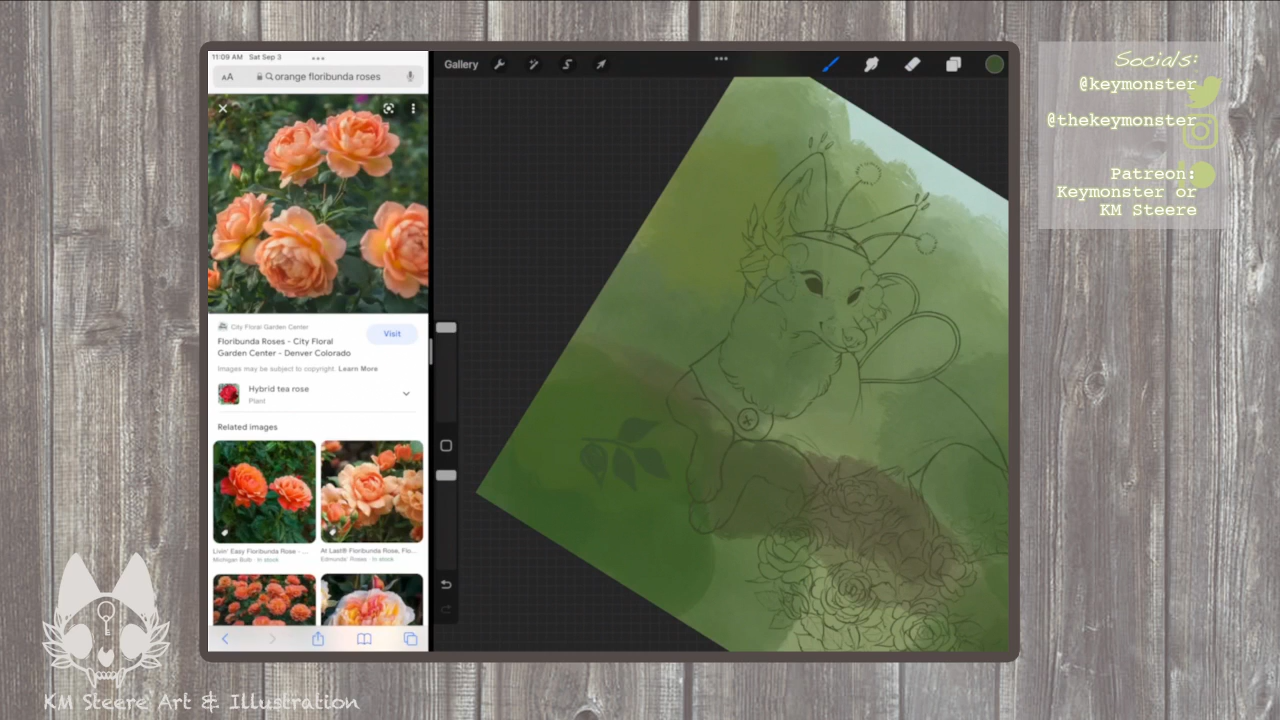 11:09 AM Sat Sep 3
AA
orange floribunda roses
City Floral Garden Center
Floribunda Roses - City Floral
Garden Center - Denver Colorado
Visit
Images may be subject to copyright. Learn More
Hybrid tea rose
Plant
Related images
Livin' Easy Floribunda Rose - ...
Michigan Bulb · In stock
At Last® Floribunda Rose, Flo...
Edmunds' Roses · In stock
Gallery
Socials:
@keymonster
@thekeymonster
Patreon:
Keymonster or
KM Steere
KM Steere Art & Illustration